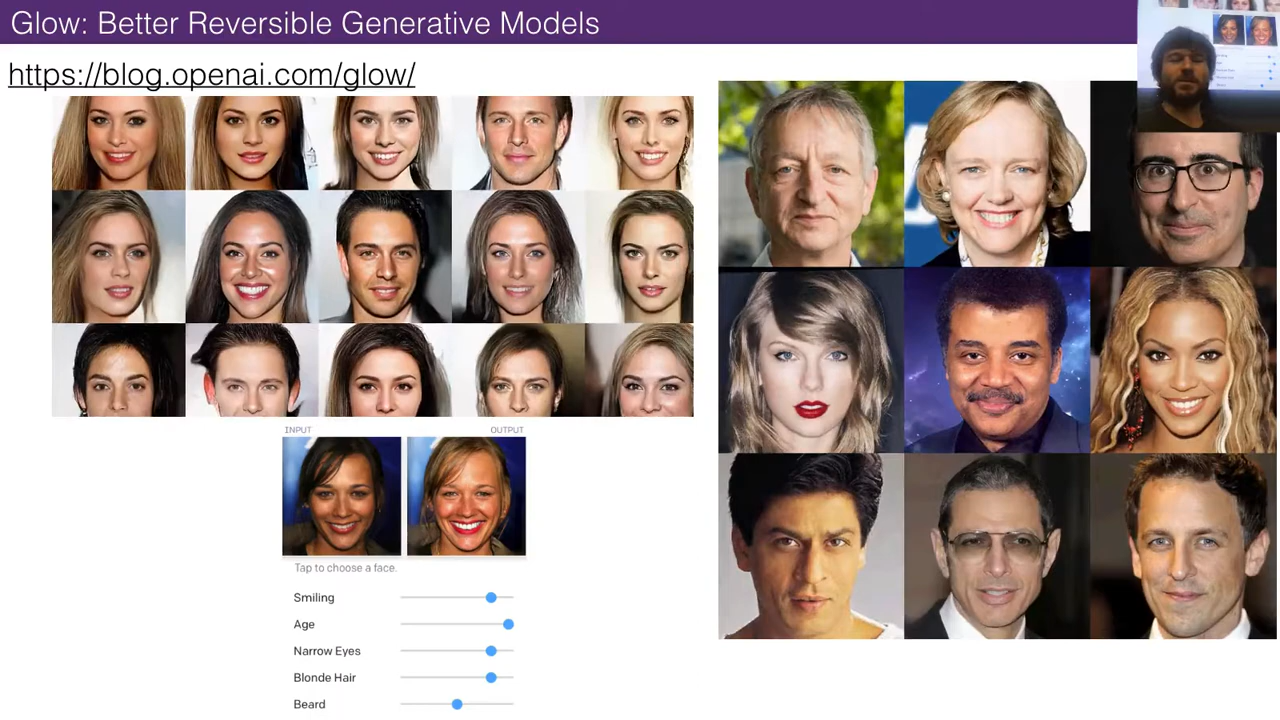 Glow: Better Reversible Generative Models
https://blog.openai.com/glow/
INPUT OUTPUT
Tap to choose a face.
Smiling
Age
Narrow Eyes
Blonde Hair
Beard